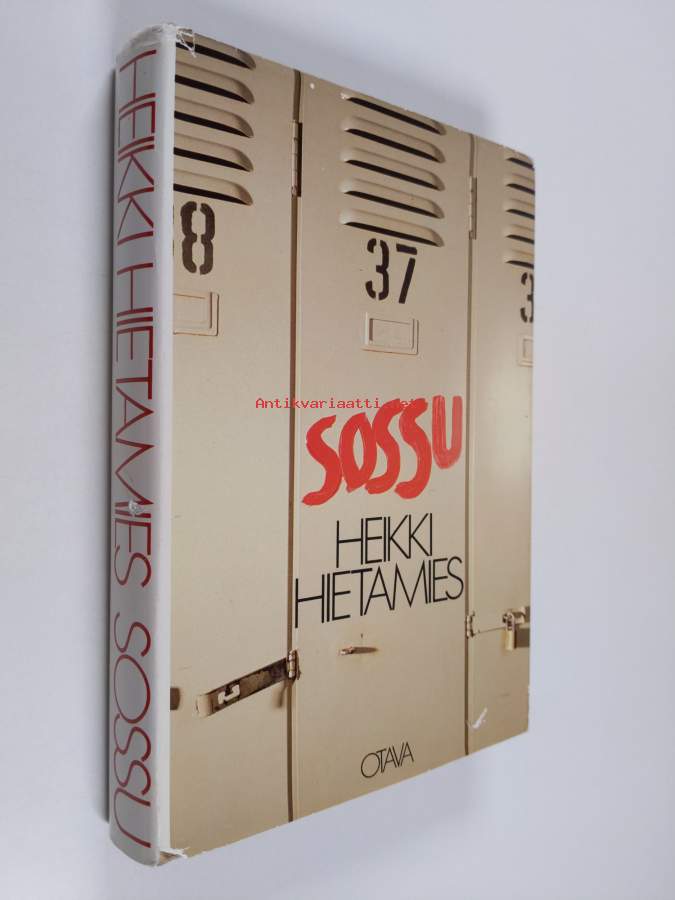 HEIKKI HIETAMIES SOSSU
8
37
3
Antikvariaatti.net
SOSSU
HEIKKI
HIETAMIES
OTAVA